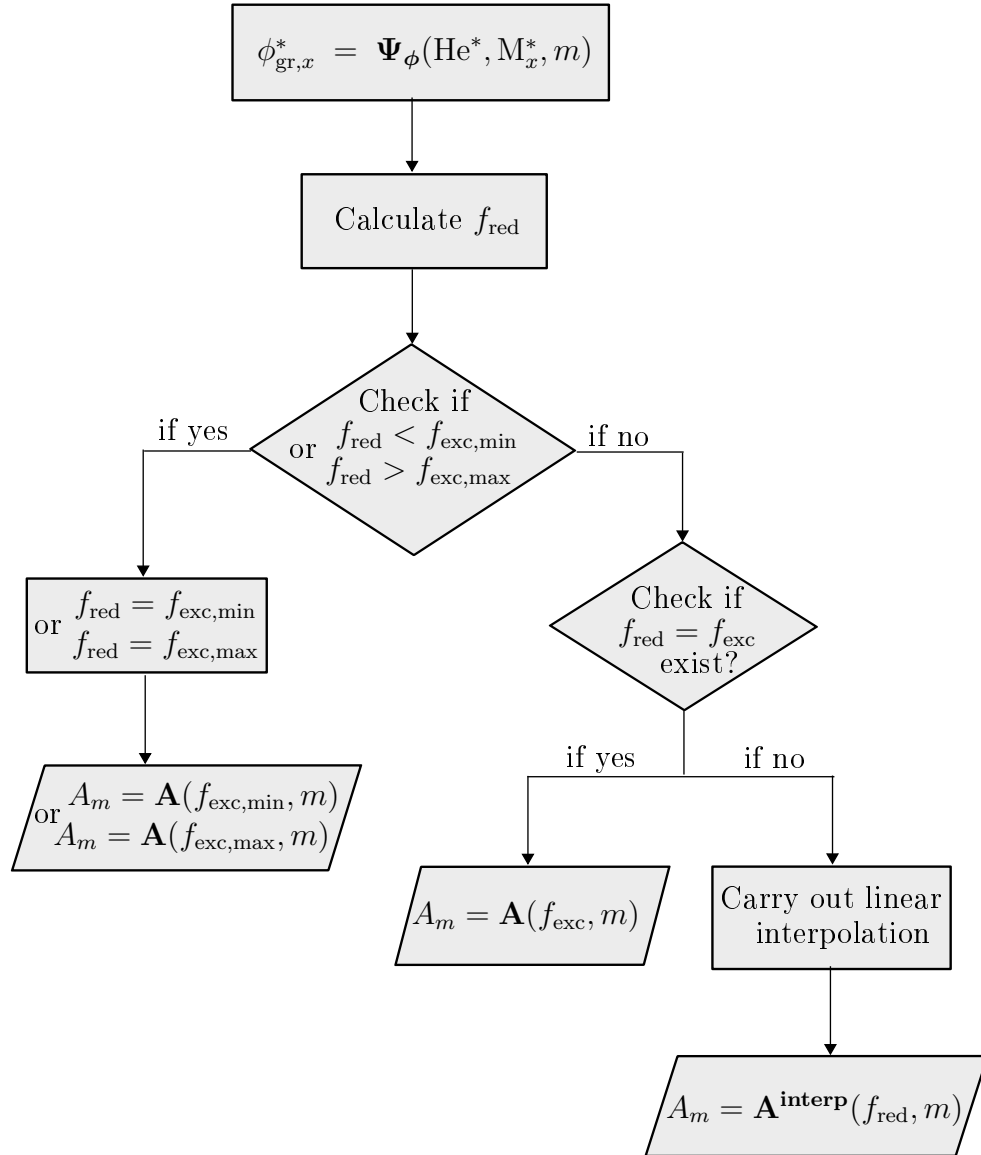 ϕ*gr,x = Ψϕ(He*, M*x, m)
Calculate fred
Check if
or fred < fexc,min
fred > fexc,max
if yes
if no
or fred = fexc,min
fred = fexc,max
Check if
fred = fexc
exist?
or Am = A(fexc,min, m)
Am = A(fexc,max, m)
if yes
if no
Am = A(fexc, m)
Carry out linear
interpolation
Am = Ainterp(fred, m)